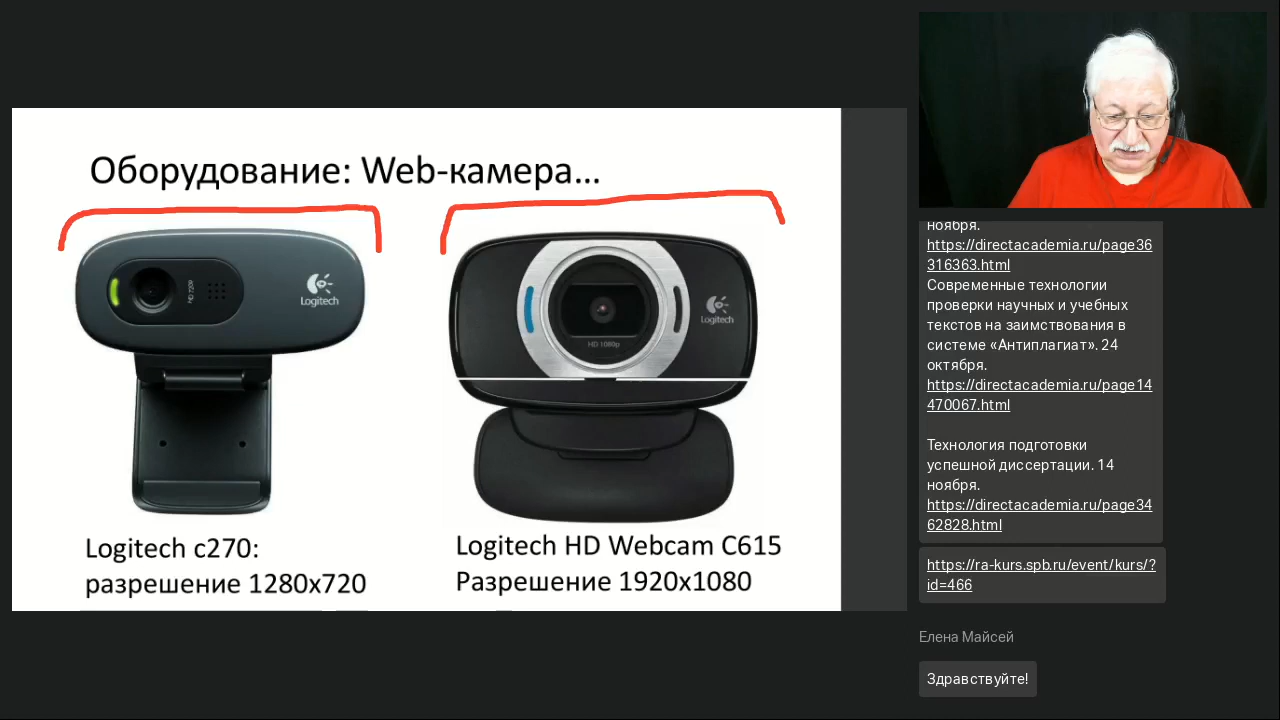 Оборудование: Web-камера...
HD 720P
Logitech
Logitech
HD 1080p
Logitech c270:
разрешение 1280x720
Logitech HD Webcam C615
Разрешение 1920x1080
ноября.
https://directacademia.ru/page36
316363.html
Современные технологии
проверки научных и учебных
текстов на заимствования в
системе «Антиплагиат». 24
октября.
https://directacademia.ru/page14
470067.html
Технология подготовки
успешной диссертации. 14
ноября.
https://directacademia.ru/page34
62828.html
https://ra-kurs.spb.ru/event/kurs/?
id=466
Елена Майсей
Здравствуйте!